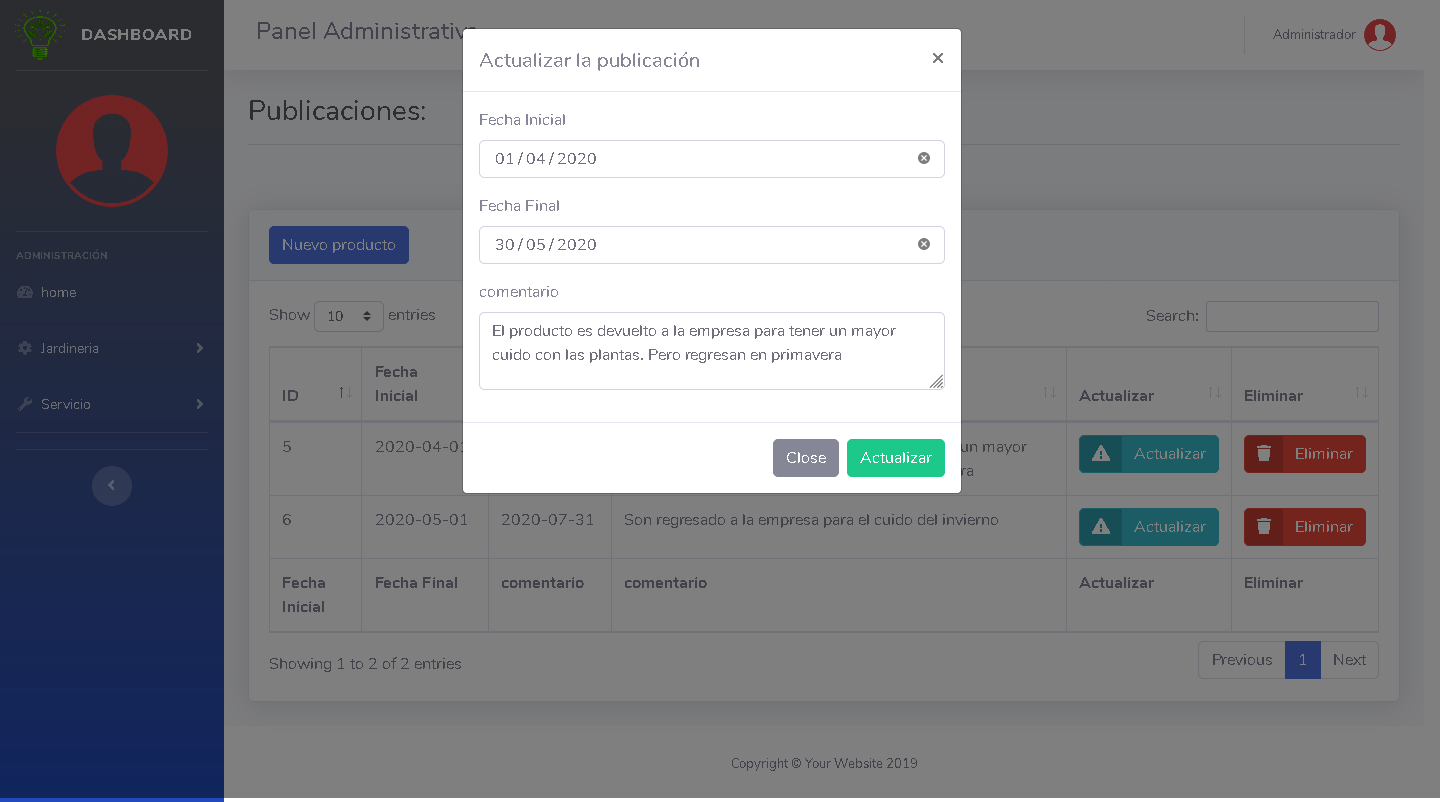 DASHBOARD
ADMINISTRACIÓN
home
Jardineria
Servicio
Panel Administrativo
Administrador
Publicaciones:
Nuevo producto
Show 10 entries
Search:
ID
Fecha
Inicial
Actualizar
Eliminar
5
2020-04-01
un mayor
ra
Actualizar
Eliminar
6
2020-05-01
2020-07-31
Son regresado a la empresa para el cuido del invierno
Actualizar
Eliminar
Fecha
Inicial
Fecha Final
comentario
comentario
Actualizar
Eliminar
Showing 1 to 2 of 2 entries
Previous 1 Next
Copyright © Your Website 2019
Actualizar la publicación
×
Fecha Inicial
01/04/2020
Fecha Final
30/05/2020
comentario
El producto es devuelto a la empresa para tener un mayor
cuido con las plantas. Pero regresan en primavera
Close
Actualizar